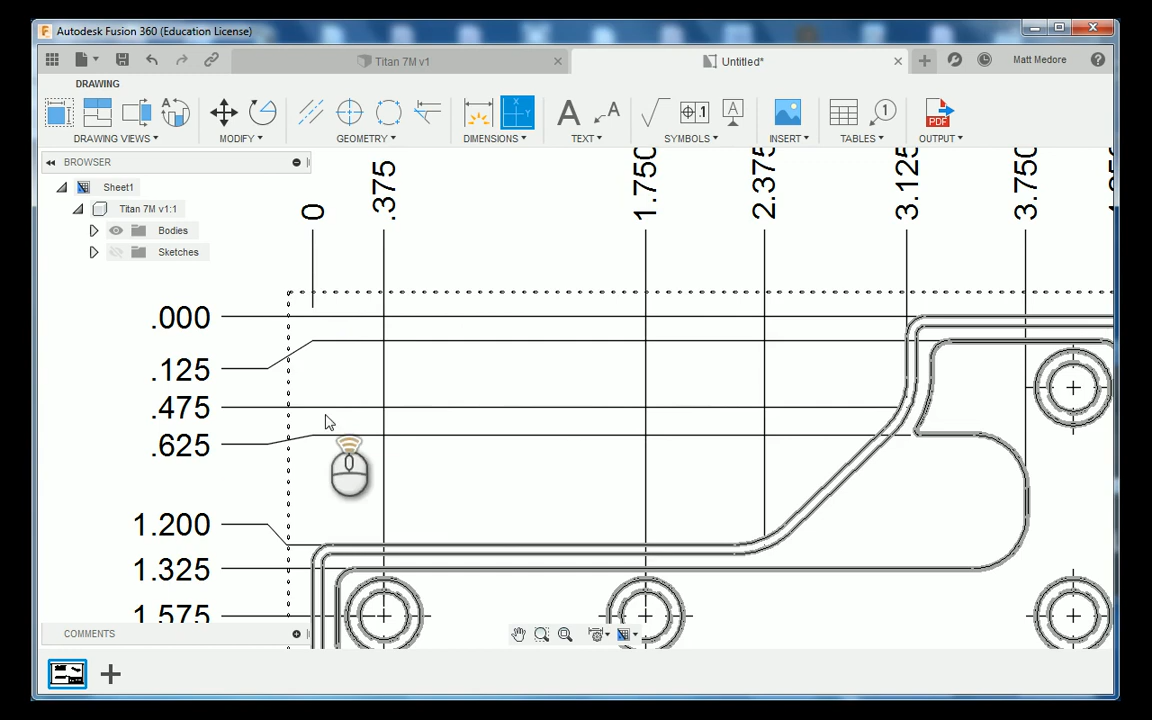 Autodesk Fusion 360 (Education License)
Titan 7M v1
Untitled*
Matt Medore
DRAWING
DRAWING VIEWS
MODIFY
GEOMETRY
DIMENSIONS
TEXT
SYMBOLS
INSERT
TABLES
OUTPUT
BROWSER
Sheet1
Titan 7M v1:1
Bodies
Sketches
0
.375
1.750
2.375
3.125
3.750
.000
.125
.475
.625
1.200
1.325
1.575
COMMENTS